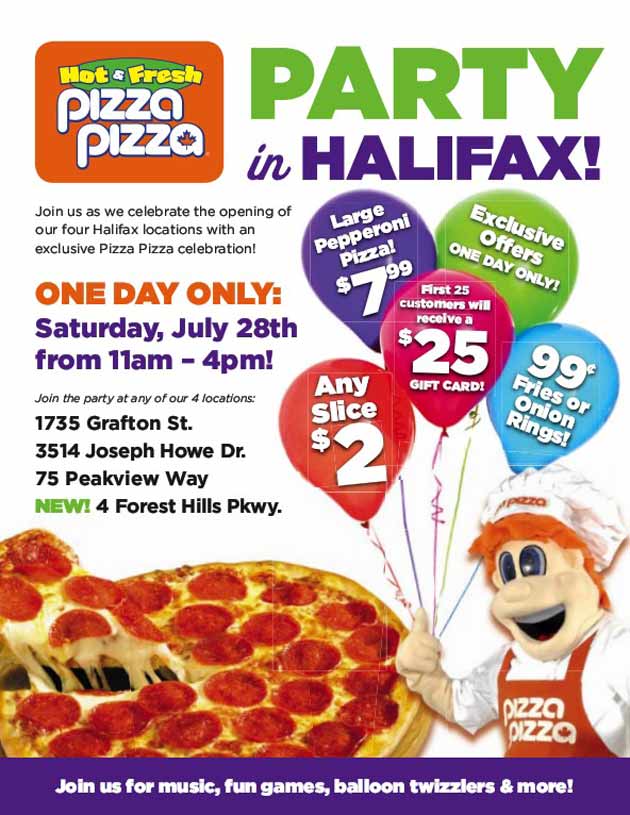 Hot & Fresh
pizza
pizza
PARTY
in HALIFAX!
Join us as we celebrate the opening of
our four Halifax locations with an
exclusive Pizza Pizza celebration!
ONE DAY ONLY:
Saturday, July 28th
from 11am – 4pm!
Join the party at any of our 4 locations:
1735 Grafton St.
3514 Joseph Howe Dr.
75 Peakview Way
NEW! 4 Forest Hills Pkwy.
Large
Pepperoni
Pizza!
$7.99
Exclusive
Offers
ONE DAY ONLY!
First 25
customers will
receive a
$25
GIFT CARD!
Any
Slice
$2
99¢
Fries or
Onion
Rings!
pizza
pizza
pizza
Join us for music, fun games, balloon twizzlers & more!